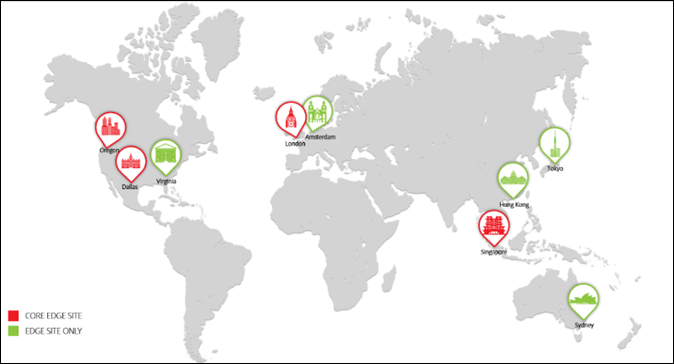 Oregon
Dallas
Virginia
London
Amsterdam
Tokyo
Hong Kong
Singapore
Sydney
CORE EDGE SITE
EDGE SITE ONLY